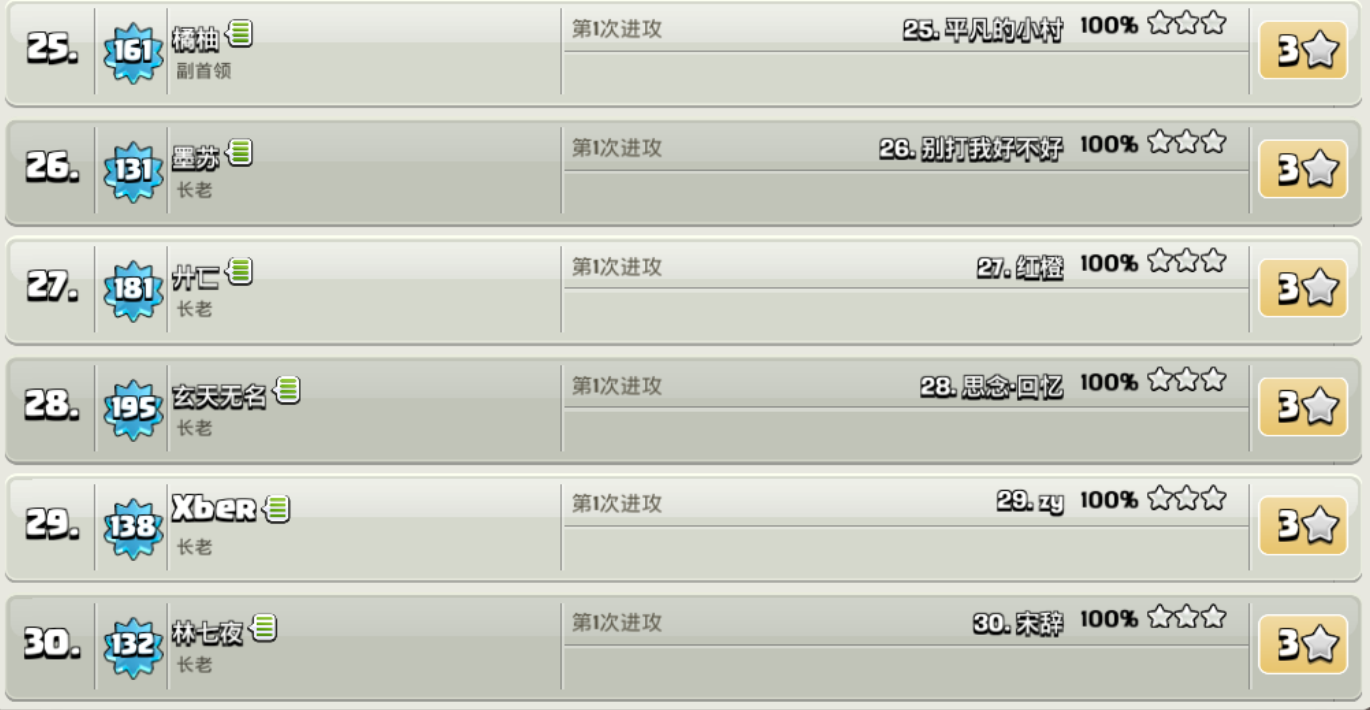 25. 161 橘柚 第1次进攻 25. 平凡的小村 100% 3
副首领
26. 131 墨苏 第1次进攻 26. 别打我好不好 100% 3
长老
27. 181 廾匸 第1次进攻 27. 红橙 100% 3
长老
28. 195 玄天无名 第1次进攻 28. 思念·回忆 100% 3
长老
29. 138 Xber 第1次进攻 29. zy 100% 3
长老
30. 132 林七夜 第1次进攻 30. 宋辞 100% 3
长老